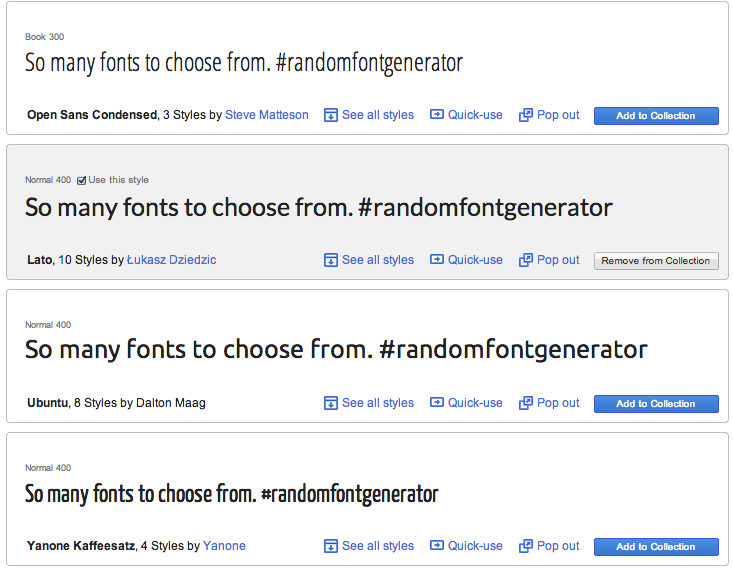 Book 300
So many fonts to choose from. #randomfontgenerator
Open Sans Condensed, 3 Styles by Steve Matteson See all styles Quick-use Pop out Add to Collection
Normal 400 Use this style
So many fonts to choose from. #randomfontgenerator
Lato, 10 Styles by Łukasz Dziedzic See all styles Quick-use Pop out Remove from Collection
Normal 400
So many fonts to choose from. #randomfontgenerator
Ubuntu, 8 Styles by Dalton Maag See all styles Quick-use Pop out Add to Collection
Normal 400
So many fonts to choose from. #randomfontgenerator
Yanone Kaffeesatz, 4 Styles by Yanone See all styles Quick-use Pop out Add to Collection